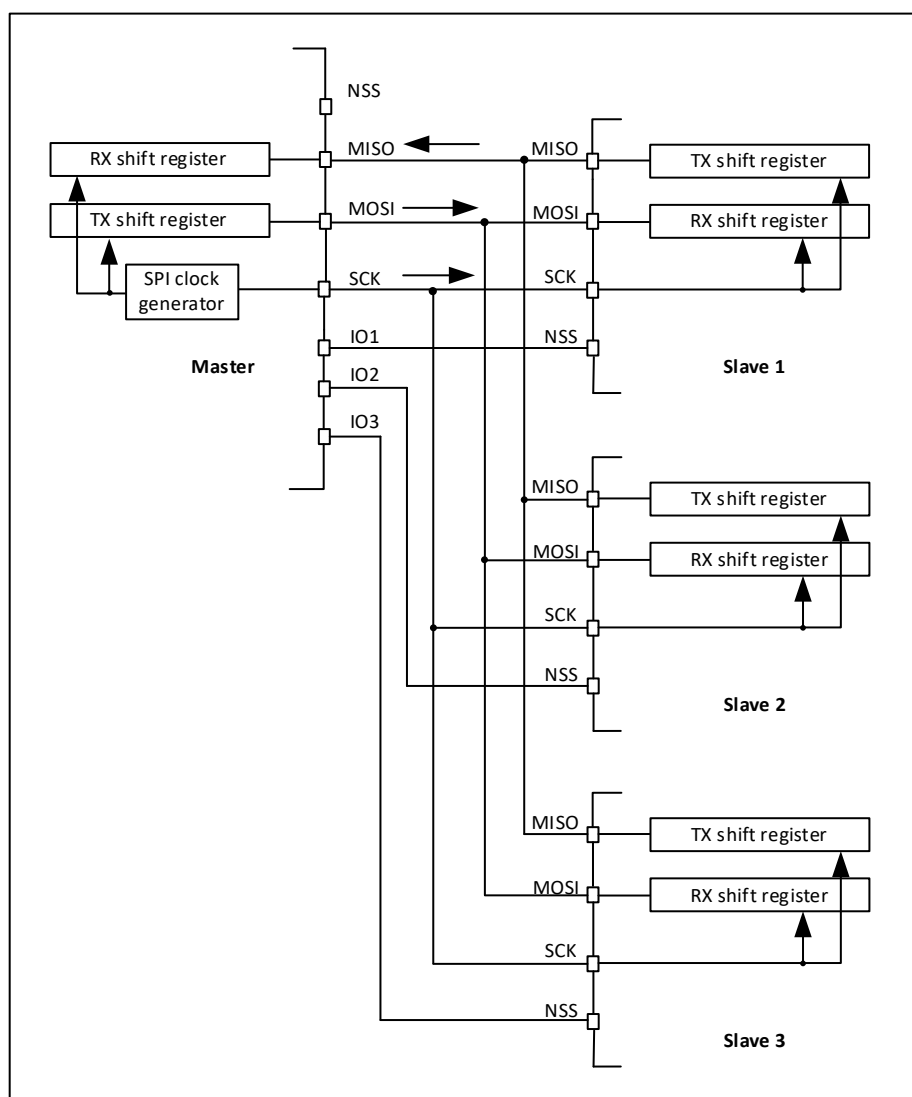 NSS
RX shift register
MISO
MISO
TX shift register
TX shift register
MOSI
MOSI
RX shift register
SPI clock
generator
SCK
SCK
IO1
NSS
Master
Slave 1
IO2
IO3
MISO
TX shift register
MOSI
RX shift register
SCK
NSS
Slave 2
MISO
TX shift register
MOSI
RX shift register
SCK
NSS
Slave 3